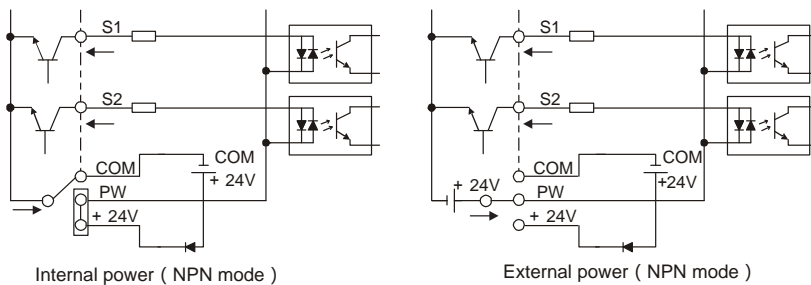 S1
S2
COM
COM
+ 24V
PW
+ 24V
Internal power ( NPN mode )
S1
S2
COM
COM
+24V
+ 24V
PW
+ 24V
External power ( NPN mode )